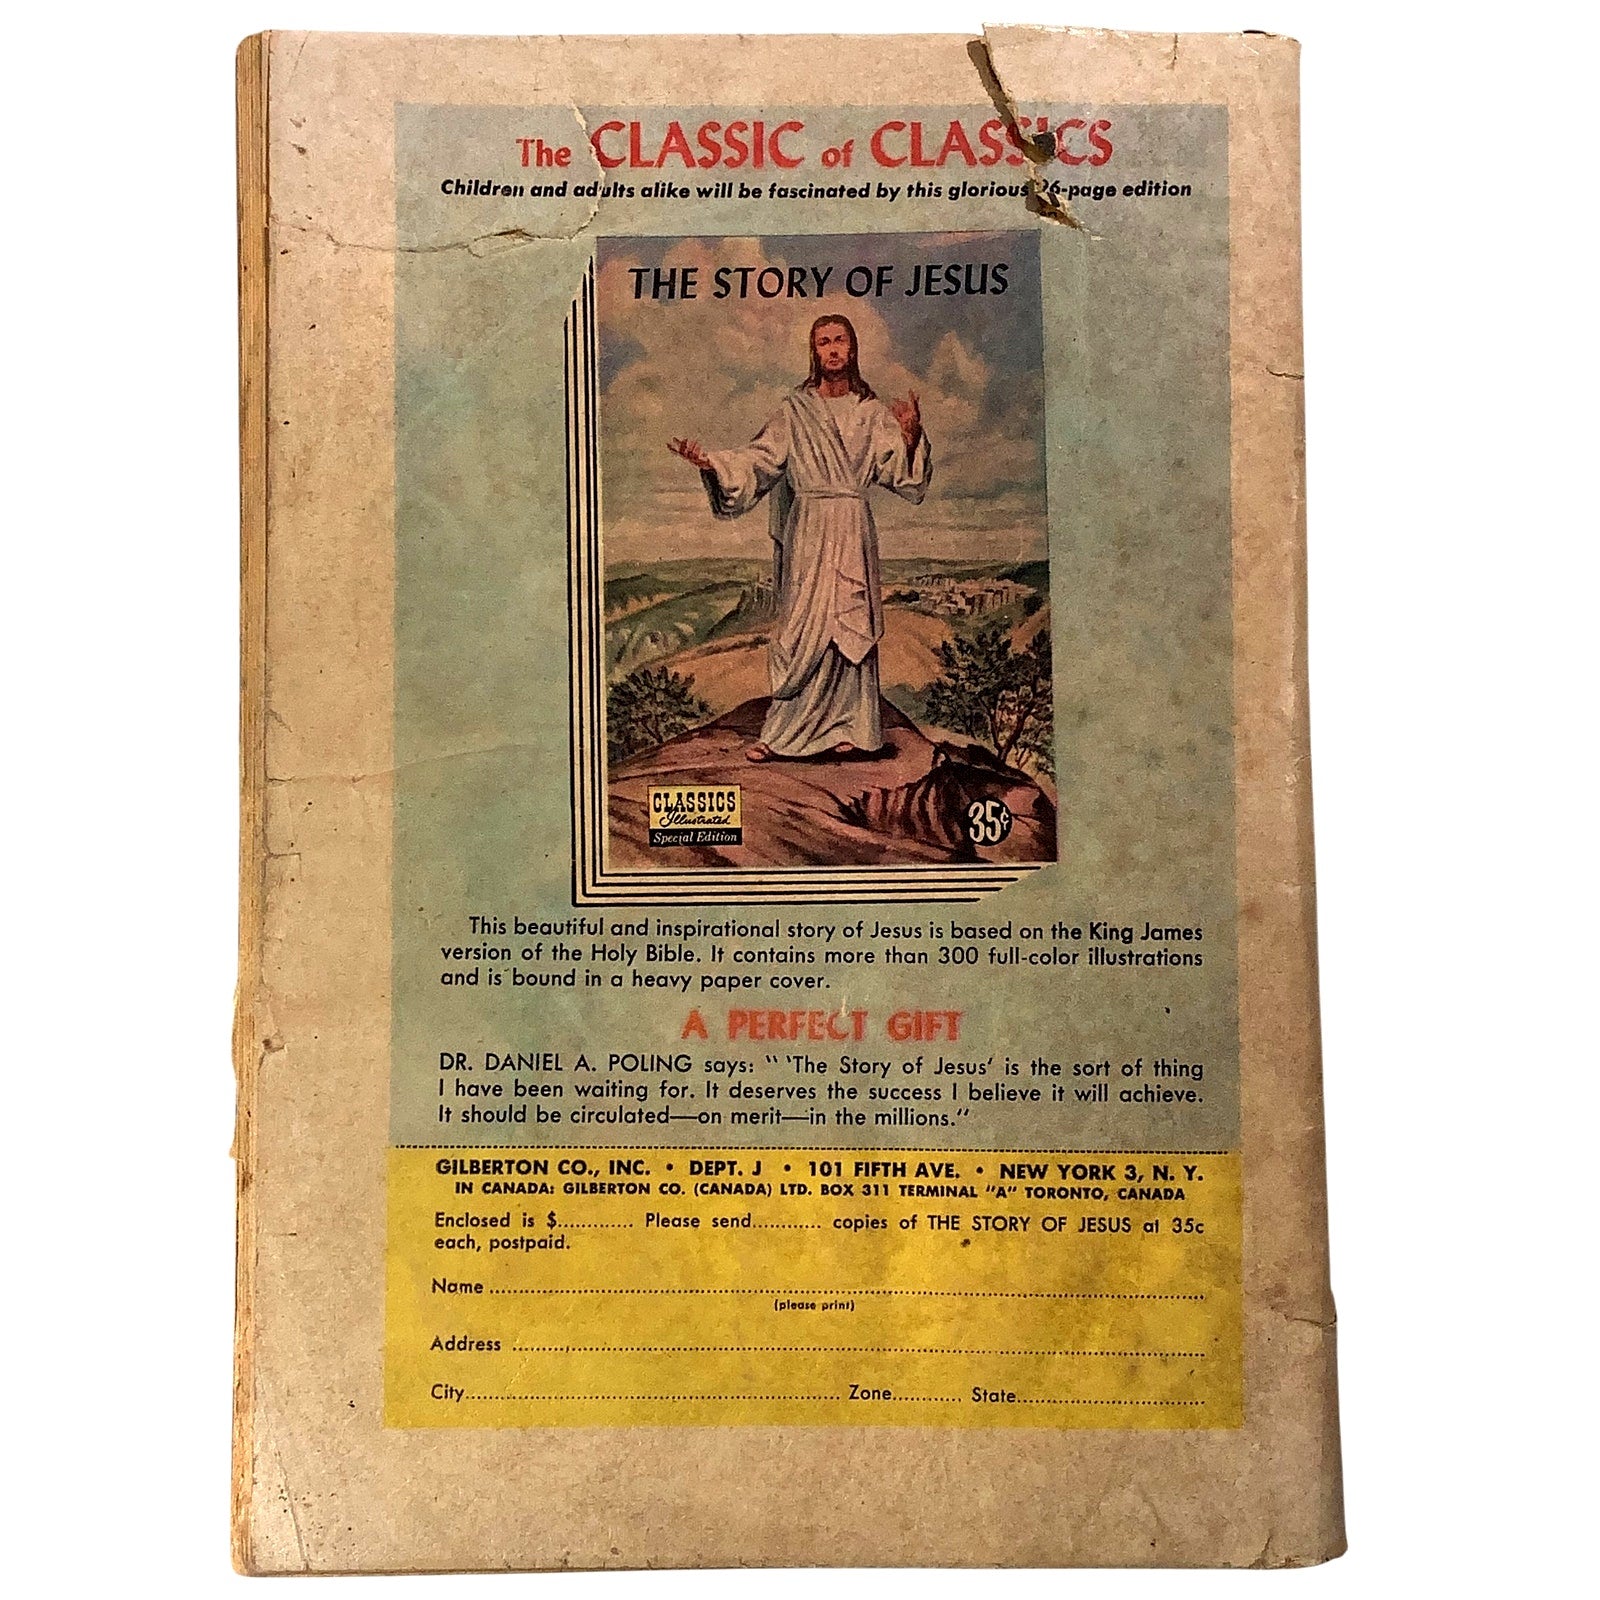 The CLASSIC of CLASSICS
Children and adults alike will be fascinated by this glorious 96-page edition
THE STORY OF JESUS
CLASSICS
Illustrated
Special Edition
35¢
This beautiful and inspirational story of Jesus is based on the King James
version of the Holy Bible. It contains more than 300 full-color illustrations
and is bound in a heavy paper cover.
A PERFECT GIFT
DR. DANIEL A. POLING says: " 'The Story of Jesus' is the sort of thing
I have been waiting for. It deserves the success I believe it will achieve.
It should be circulated—on merit—in the millions."
GILBERTON CO., INC. • DEPT. J • 101 FIFTH AVE. • NEW YORK 3, N. Y.
IN CANADA: GILBERTON CO. (CANADA) LTD. BOX 311 TERMINAL "A" TORONTO, CANADA
Enclosed is $............. Please send............ copies of THE STORY OF JESUS at 35c
each, postpaid.
Name ..............................
(please print)
Address ..............................
City.............................. Zone............ State..............................